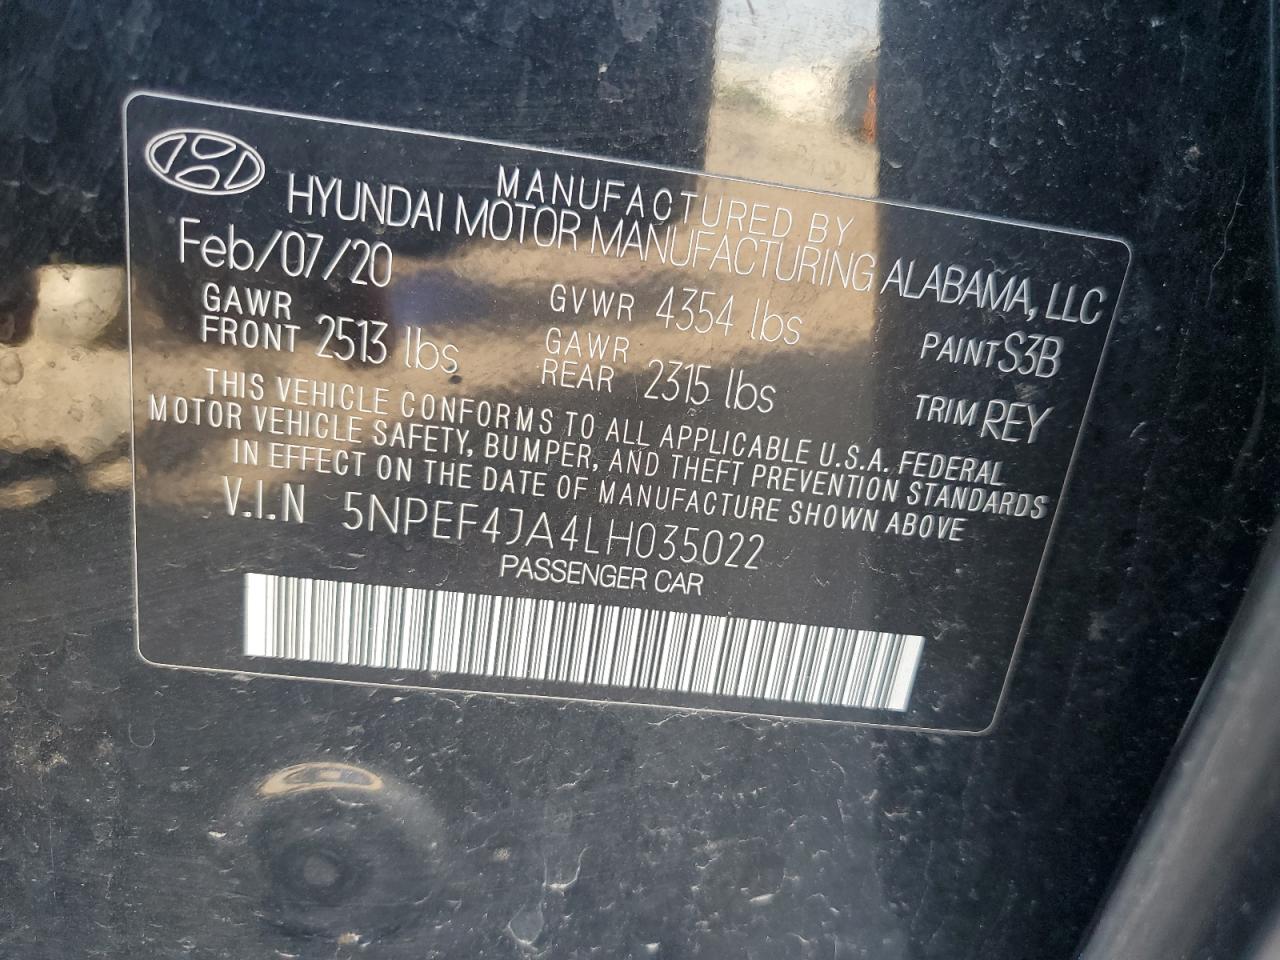 MANUFACTURED BY
HYUNDAI MOTOR MANUFACTURING ALABAMA, LLC
Feb/07/20
GVWR 4354 lbs
PAINT S3B
GAWR FRONT 2513 lbs
GAWR REAR 2315 lbs
TRIM REY
THIS VEHICLE CONFORMS TO ALL APPLICABLE U.S.A. FEDERAL
MOTOR VEHICLE SAFETY, BUMPER, AND THEFT PREVENTION STANDARDS
IN EFFECT ON THE DATE OF MANUFACTURE SHOWN ABOVE
V.I.N 5NPEF4JA4LH035022
PASSENGER CAR